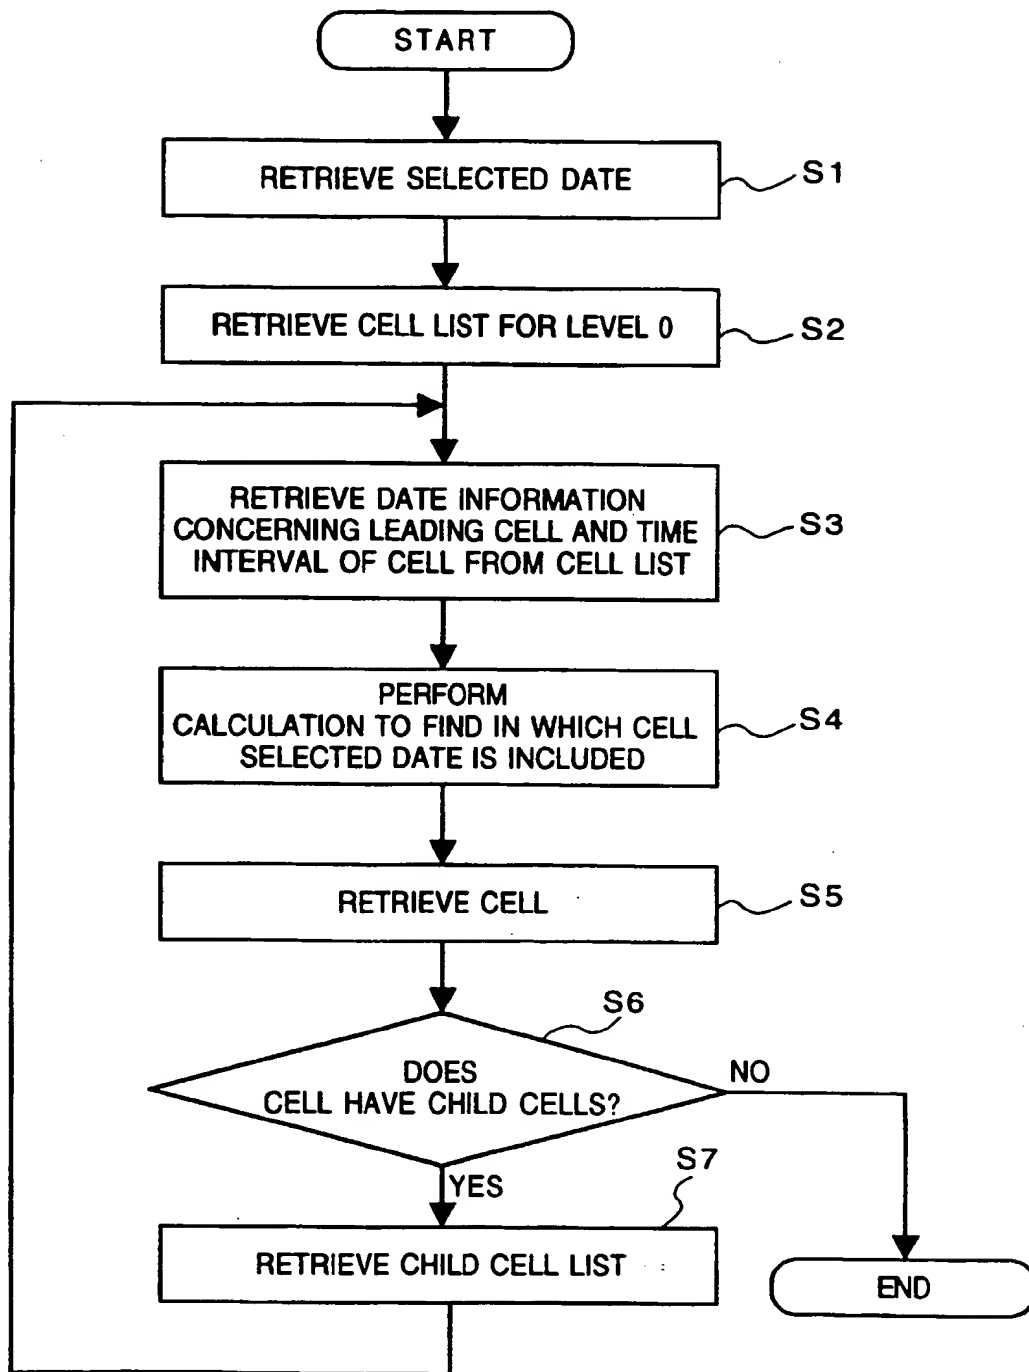 START
RETRIEVE SELECTED DATE
S1
RETRIEVE CELL LIST FOR LEVEL 0
S2
RETRIEVE DATE INFORMATION
CONCERNING LEADING CELL AND TIME
INTERVAL OF CELL FROM CELL LIST
S3
PERFORM
CALCULATION TO FIND IN WHICH CELL
SELECTED DATE IS INCLUDED
S4
RETRIEVE CELL
S5
S6
DOES
CELL HAVE CHILD CELLS?
NO
YES
S7
RETRIEVE CHILD CELL LIST
END